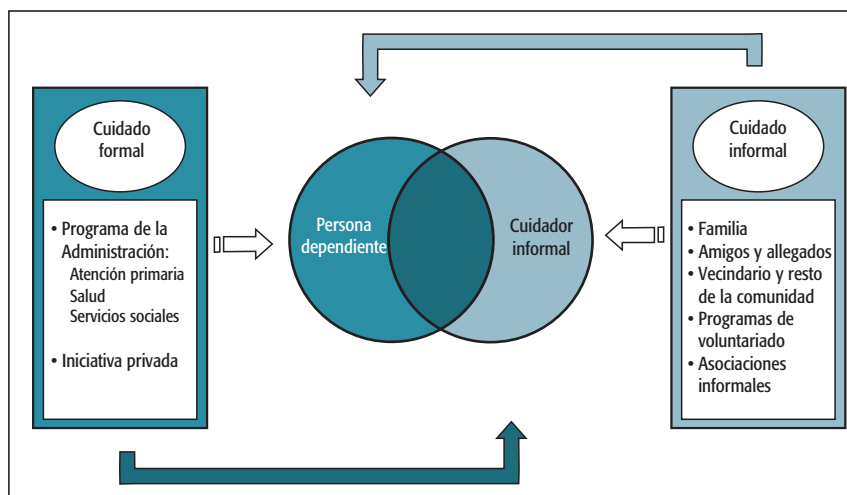 Cuidado
formal
• Programa de la
Administración:
Atención primaria
Salud
Servicios sociales
• Iniciativa privada
Persona
dependiente
Cuidador
informal
Cuidado
informal
• Familia
• Amigos y allegados
• Vecindario y resto
de la comunidad
• Programas de
voluntariado
• Asociaciones
informales